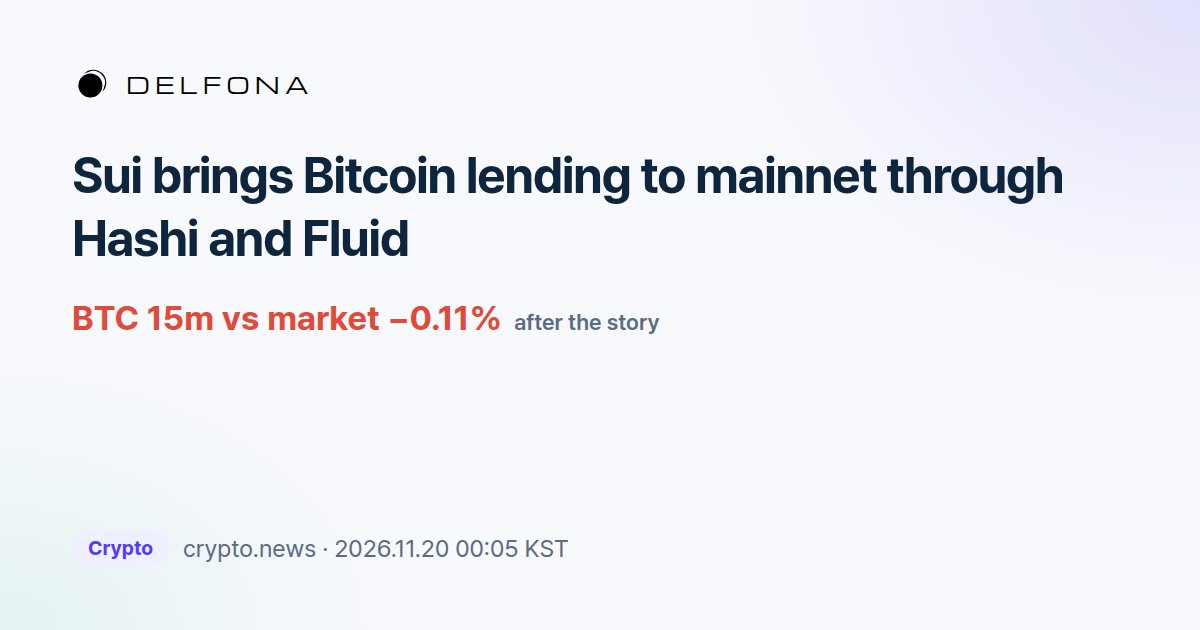 DELFONA
Sui brings Bitcoin lending to mainnet through
Hashi and Fluid
BTC 15m vs market −0.11% after the story
Crypto crypto.news · 2026.11.20 00:05 KST